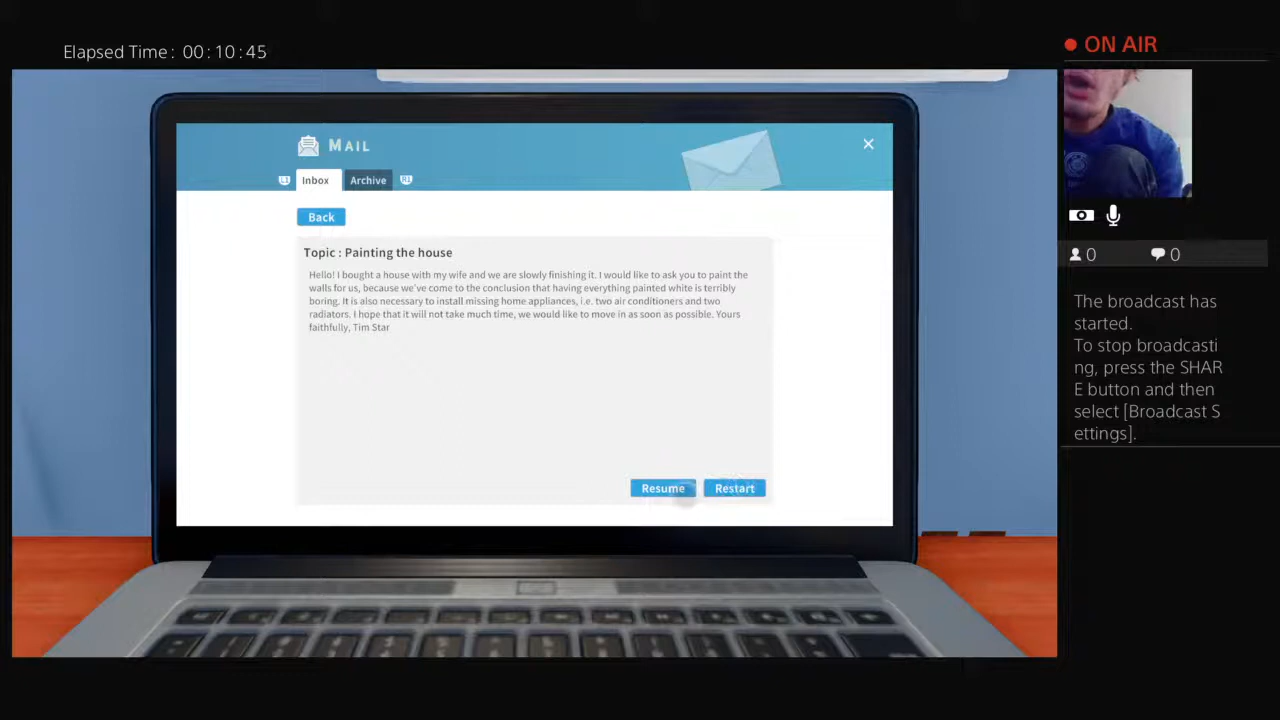 Elapsed Time: 00:10:45
ON AIR
MAIL
L1 Inbox Archive R1
Back
Topic : Painting the house
Hello! I bought a house with my wife and we are slowly finishing it. I would like to ask you to paint the
walls for us, because we've come to the conclusion that having everything painted white is terribly
boring. It is also necessary to install missing home appliances, i.e. two air conditioners and two
radiators. I hope that it will not take much time, we would like to move in as soon as possible. Yours
faithfully, Tim Star
Resume Restart
0 0
The broadcast has
started.
To stop broadcasti
ng, press the SHAR
E button and then
select [Broadcast S
ettings].